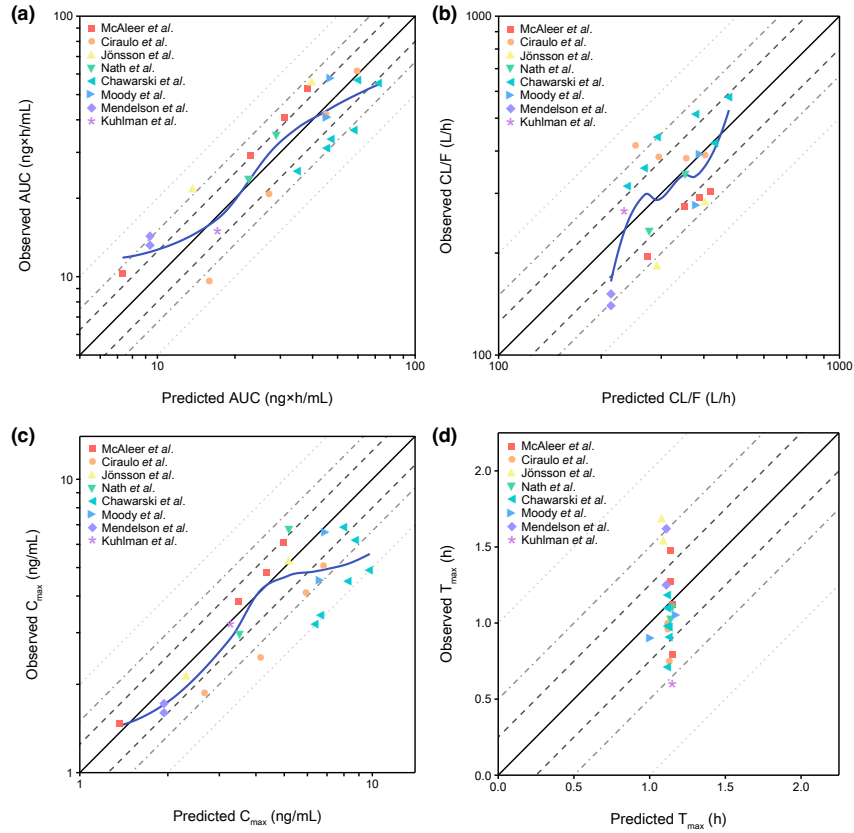 (a)
McAleer et al.
Ciraulo et al.
Jönsson et al.
Nath et al.
Chawarski et al.
Moody et al.
Mendelson et al.
Kuhlman et al.
100
10
10
100
Observed AUC (ng×h/mL)
Predicted AUC (ng×h/mL)
(b)
McAleer et al.
Ciraulo et al.
Jönsson et al.
Nath et al.
Chawarski et al.
Moody et al.
Mendelson et al.
Kuhlman et al.
1000
100
100
1000
Observed CL/F (L/h)
Predicted CL/F (L/h)
(c)
McAleer et al.
Ciraulo et al.
Jönsson et al.
Nath et al.
Chawarski et al.
Moody et al.
Mendelson et al.
Kuhlman et al.
10
1
1
10
Observed Cmax (ng/mL)
Predicted Cmax (ng/mL)
(d)
McAleer et al.
Ciraulo et al.
Jönsson et al.
Nath et al.
Chawarski et al.
Moody et al.
Mendelson et al.
Kuhlman et al.
2.0
1.5
1.0
0.5
0.0
0.0
0.5
1.0
1.5
2.0
Observed Tmax (h)
Predicted Tmax (h)